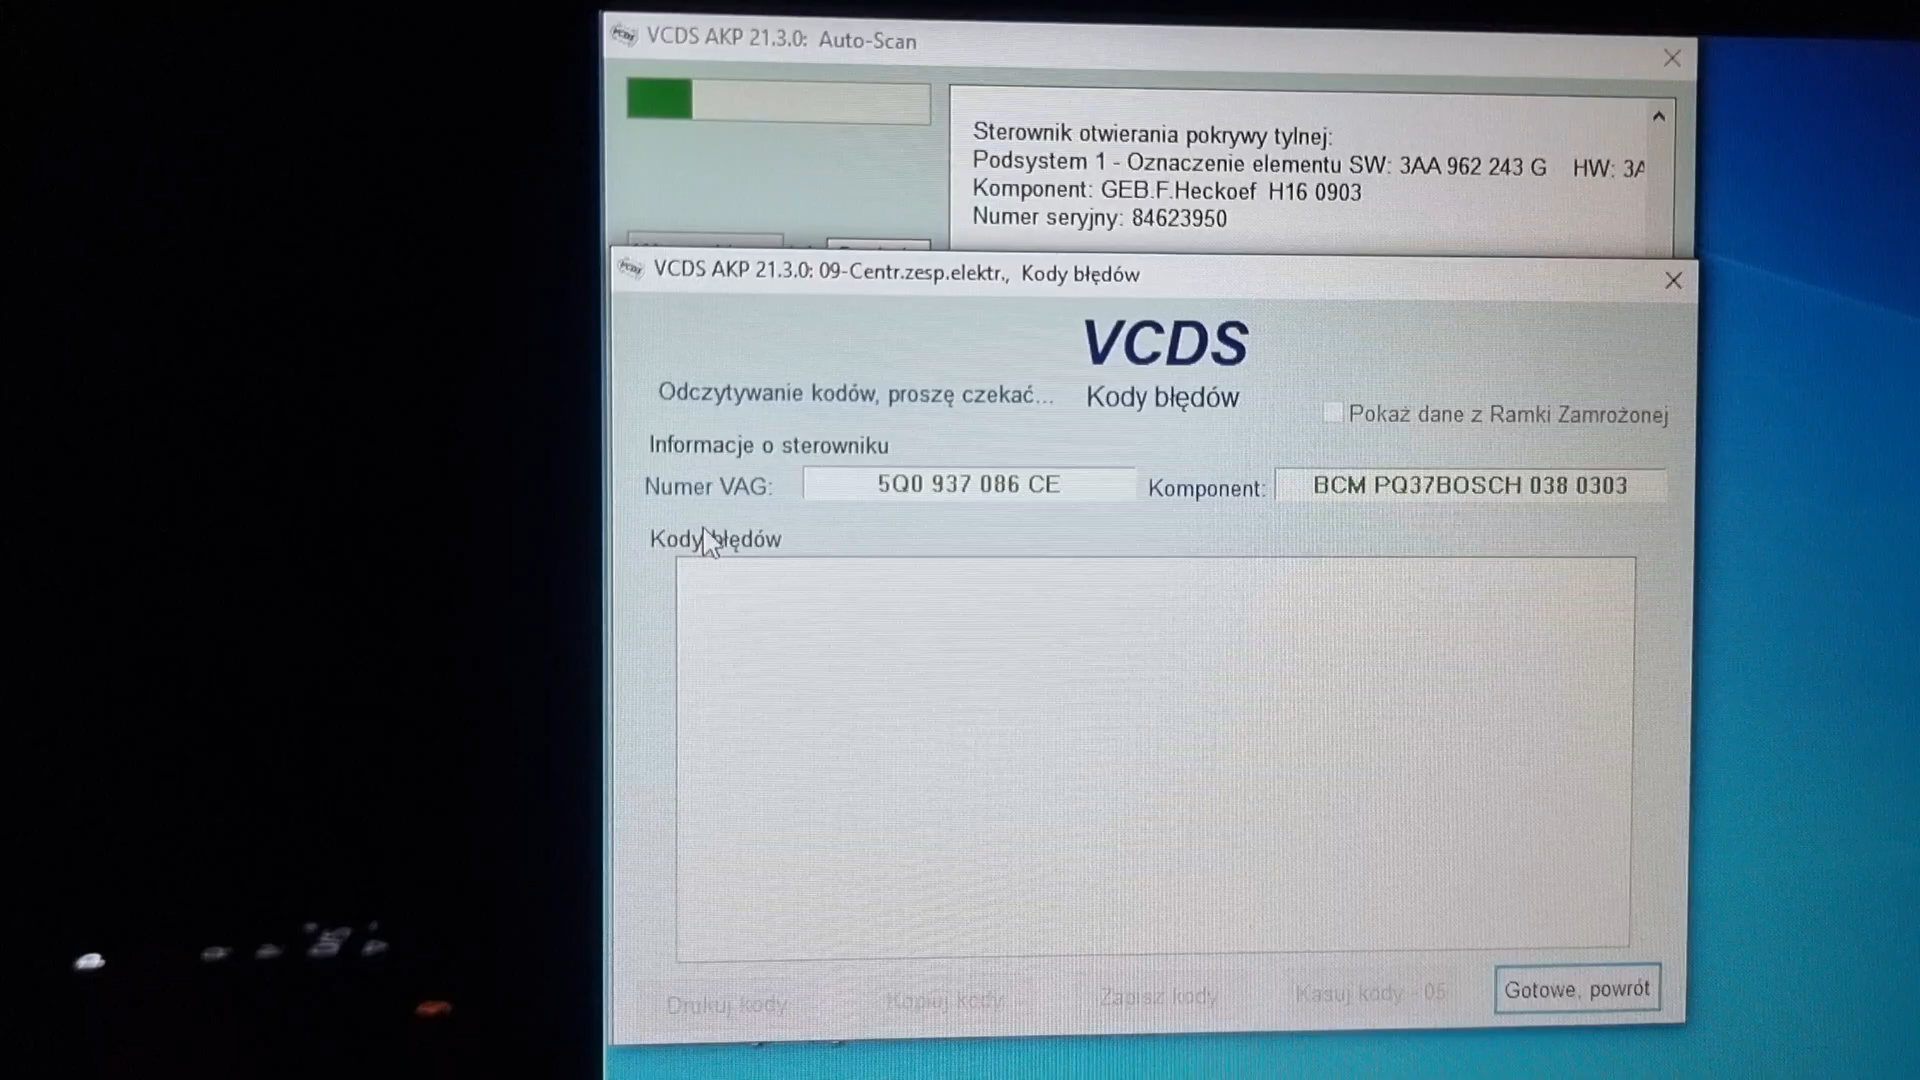 VCDS AKP 21.3.0: Auto-Scan
Sterownik otwierania pokrywy tylnej:
Podsystem 1 - Oznaczenie elementu SW: 3AA 962 243 G HW: 3A
Komponent: GEB.F.Heckoef H16 0903
Numer seryjny: 84623950
VCDS AKP 21.3.0: 09-Centr.zesp.elektr., Kody błędów
VCDS
Odczytywanie kodów, proszę czekać...
Kody błędów
Pokaż dane z Ramki Zamrożonej
Informacje o sterowniku
Numer VAG: 5Q0 937 086 CE Komponent: BCM PQ37BOSCH 038 0303
Kody błędów
Drukuj kody Kopiuj kody Zapisz kody Kasuj kody - 05 Gotowe, powrót